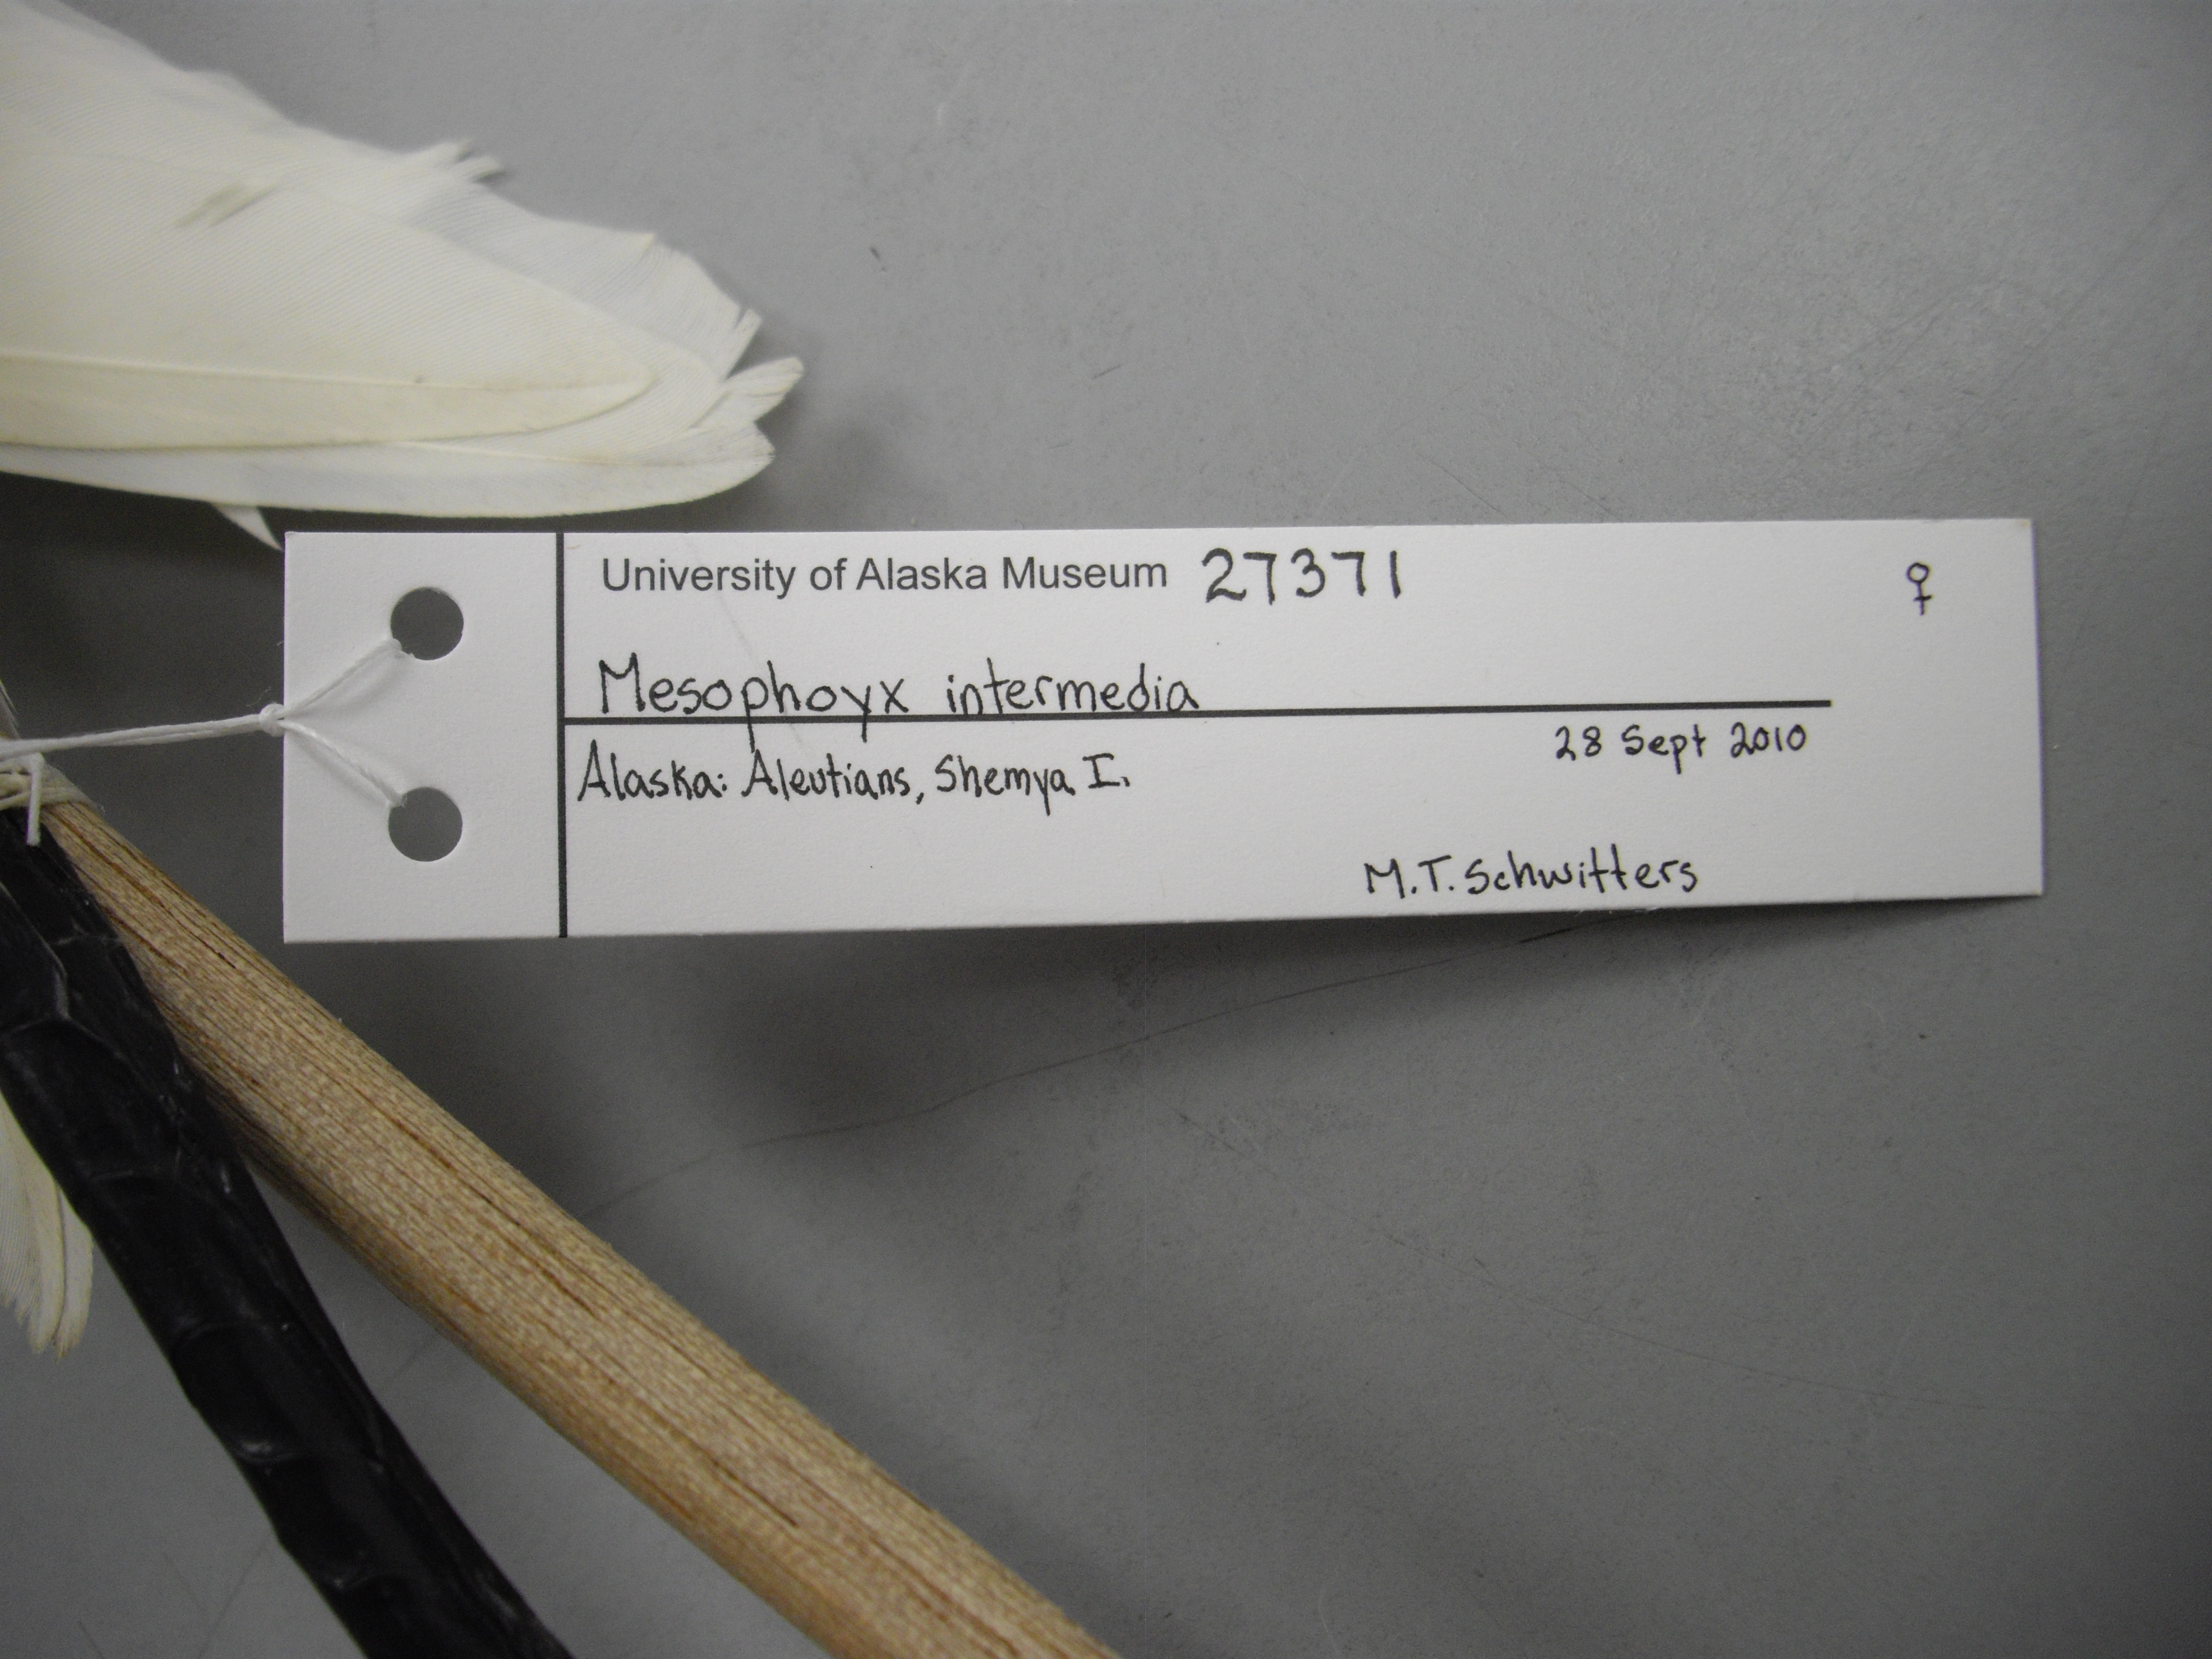 University of Alaska Museum 27371 ♀
Mesophoyx intermedia
28 Sept 2010
Alaska: Aleutians, Shemya I.
M.T. Schwitters